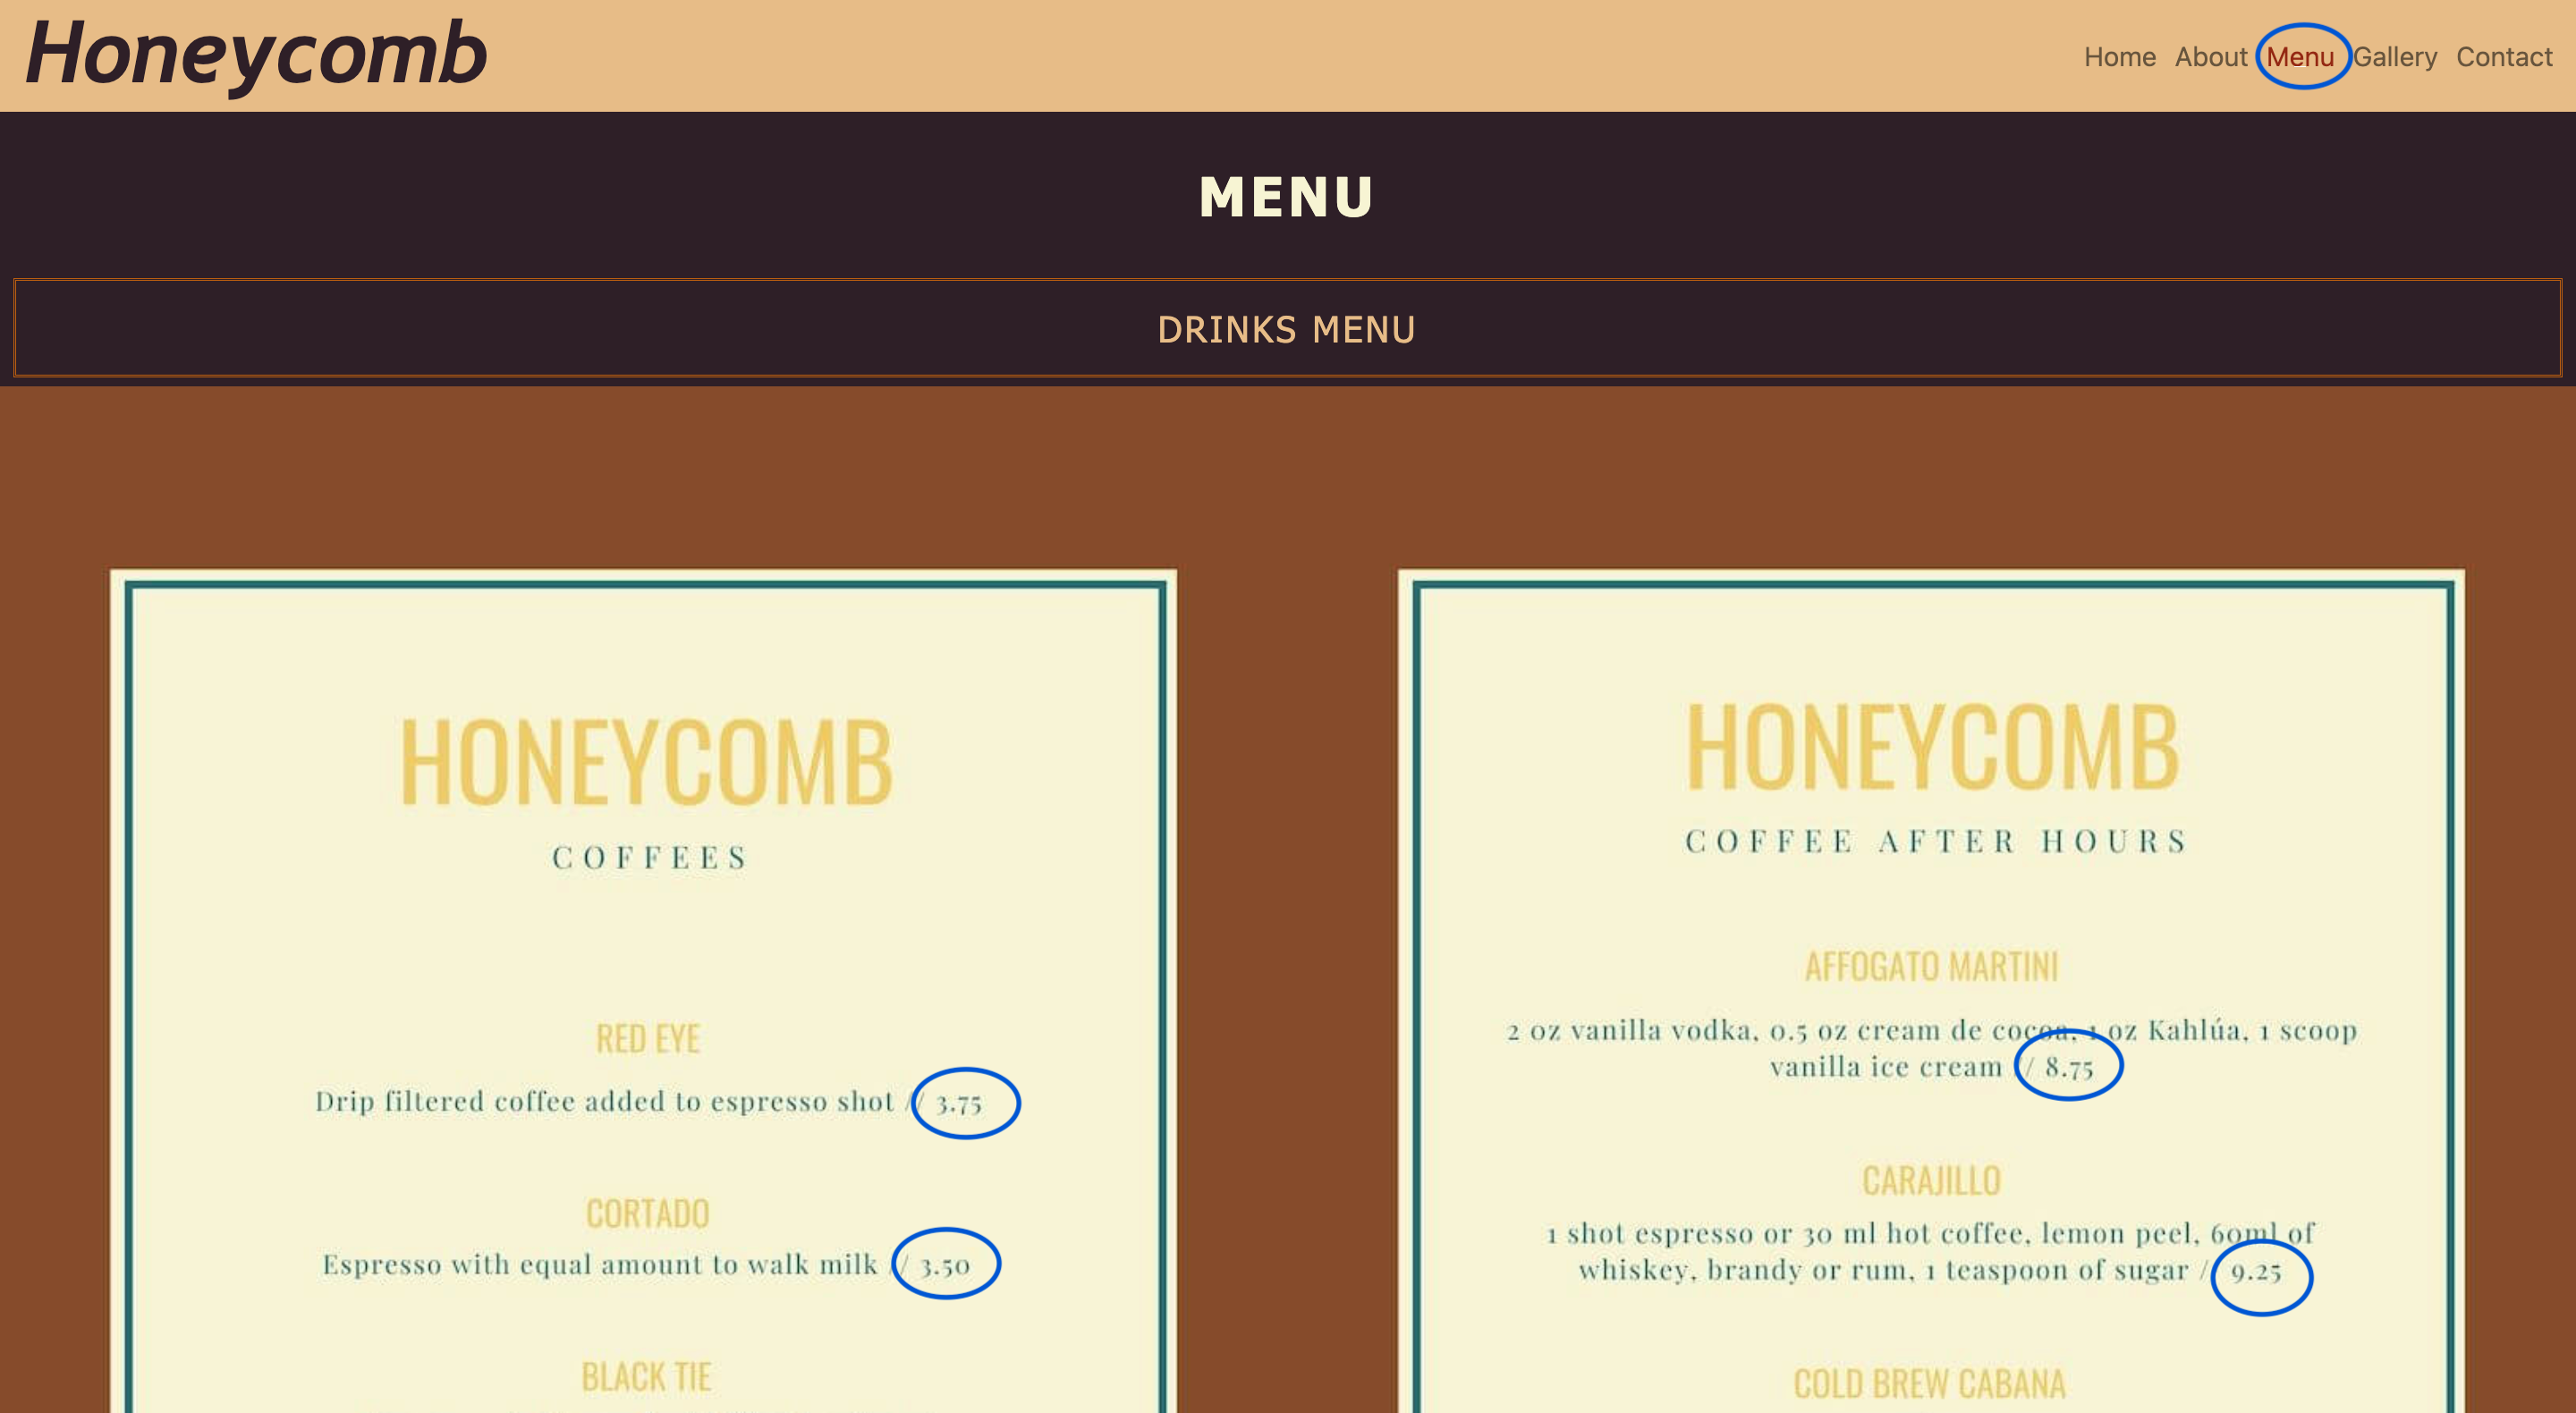 Honeycomb
Home About Menu Gallery Contact
MENU
DRINKS MENU
HONEYCOMB
COFFEES
RED EYE
Drip filtered coffee added to espresso shot // 3.75
CORTADO
Espresso with equal amount to walk milk // 3.50
BLACK TIE
HONEYCOMB
COFFEE AFTER HOURS
AFFOGATO MARTINI
2 oz vanilla vodka, 0.5 oz cream de cocoa, 1 oz Kahlúa, 1 scoop
vanilla ice cream // 8.75
CARAJILLO
1 shot espresso or 30 ml hot coffee, lemon peel, 60ml of
whiskey, brandy or rum, 1 teaspoon of sugar // 9.25
COLD BREW CABANA